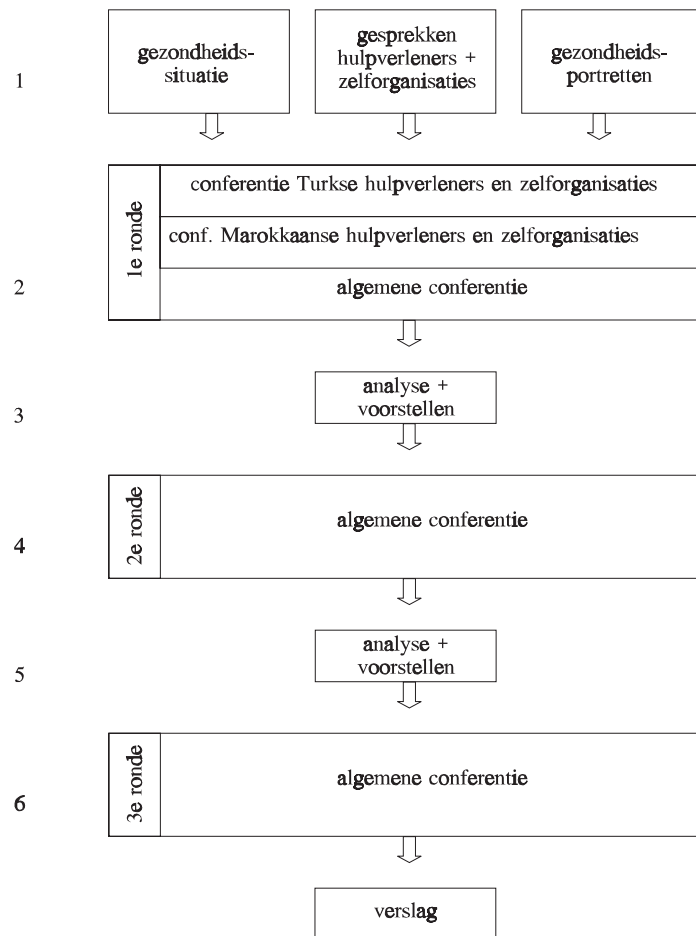 1
gezondheids-
situatie
gesprekken
hulpverleners +
zelforganisaties
gezondheids-
portretten
2
1e ronde
conferentie Turkse hulpverleners en zelforganisaties
conf. Marokkaanse hulpverleners en zelforganisaties
algemene conferentie
3
analyse +
voorstellen
4
2e ronde
algemene conferentie
5
analyse +
voorstellen
6
3e ronde
algemene conferentie
verslag